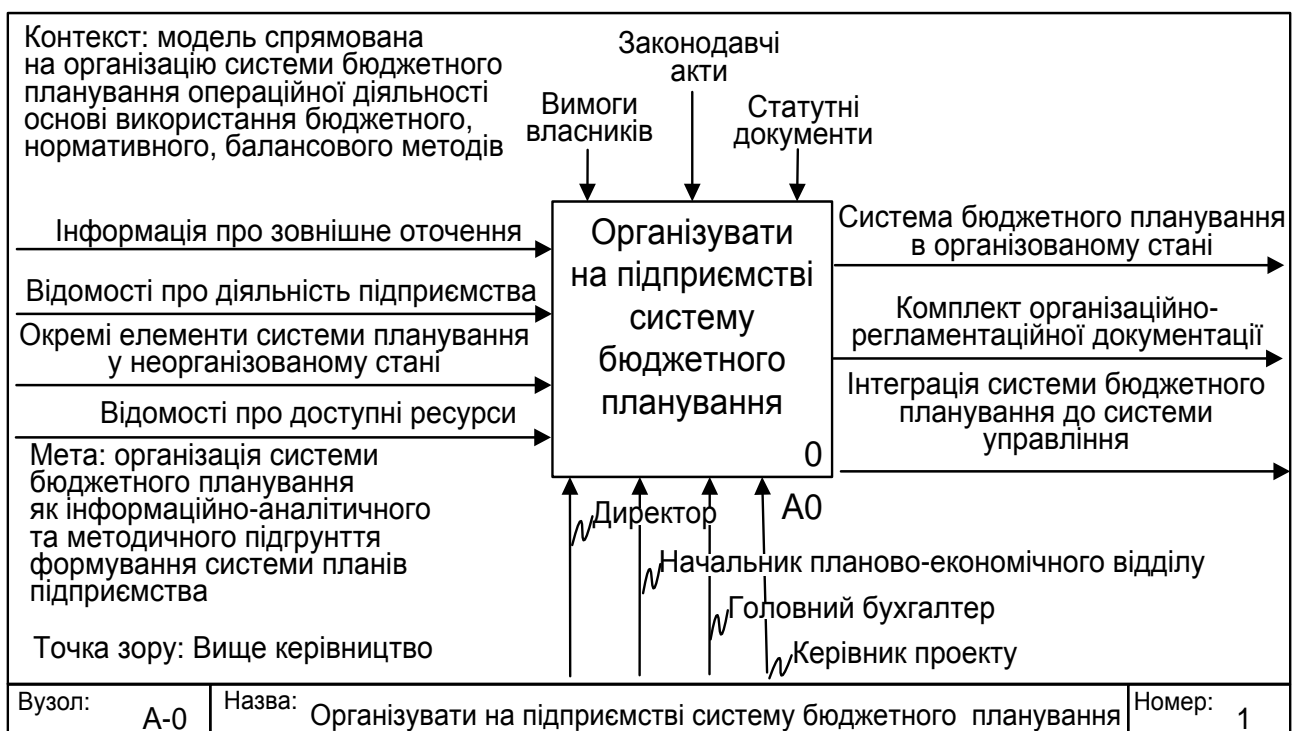 Контекст: модель спрямована
на організацію системи бюджетного
планування операційної діяльності
основі використання бюджетного,
нормативного, балансового методів
Законодавчі
акти
Вимоги
власників
Статутні
документи
Інформація про зовнішнє оточення
Відомості про діяльність підприємства
Окремі елементи системи планування
у неорганізованому стані
Відомості про доступні ресурси
Організувати
на підприємстві
систему
бюджетного
планування
0
A0
Система бюджетного планування
в організованому стані
Комплект організаційно-
регламентаційної документації
Інтеграція системи бюджетного
планування до системи
управління
Мета: організація системи
бюджетного планування
як інформаційно-аналітичного
та методичного підгрунття
формування системи планів
підприємства
Точка зору: Вище керівництво
Директор
Начальник планово-економічного відділу
Головний бухгалтер
Керівник проекту
Вузол: A-0
Назва: Організувати на підприємстві систему бюджетного планування
Номер: 1